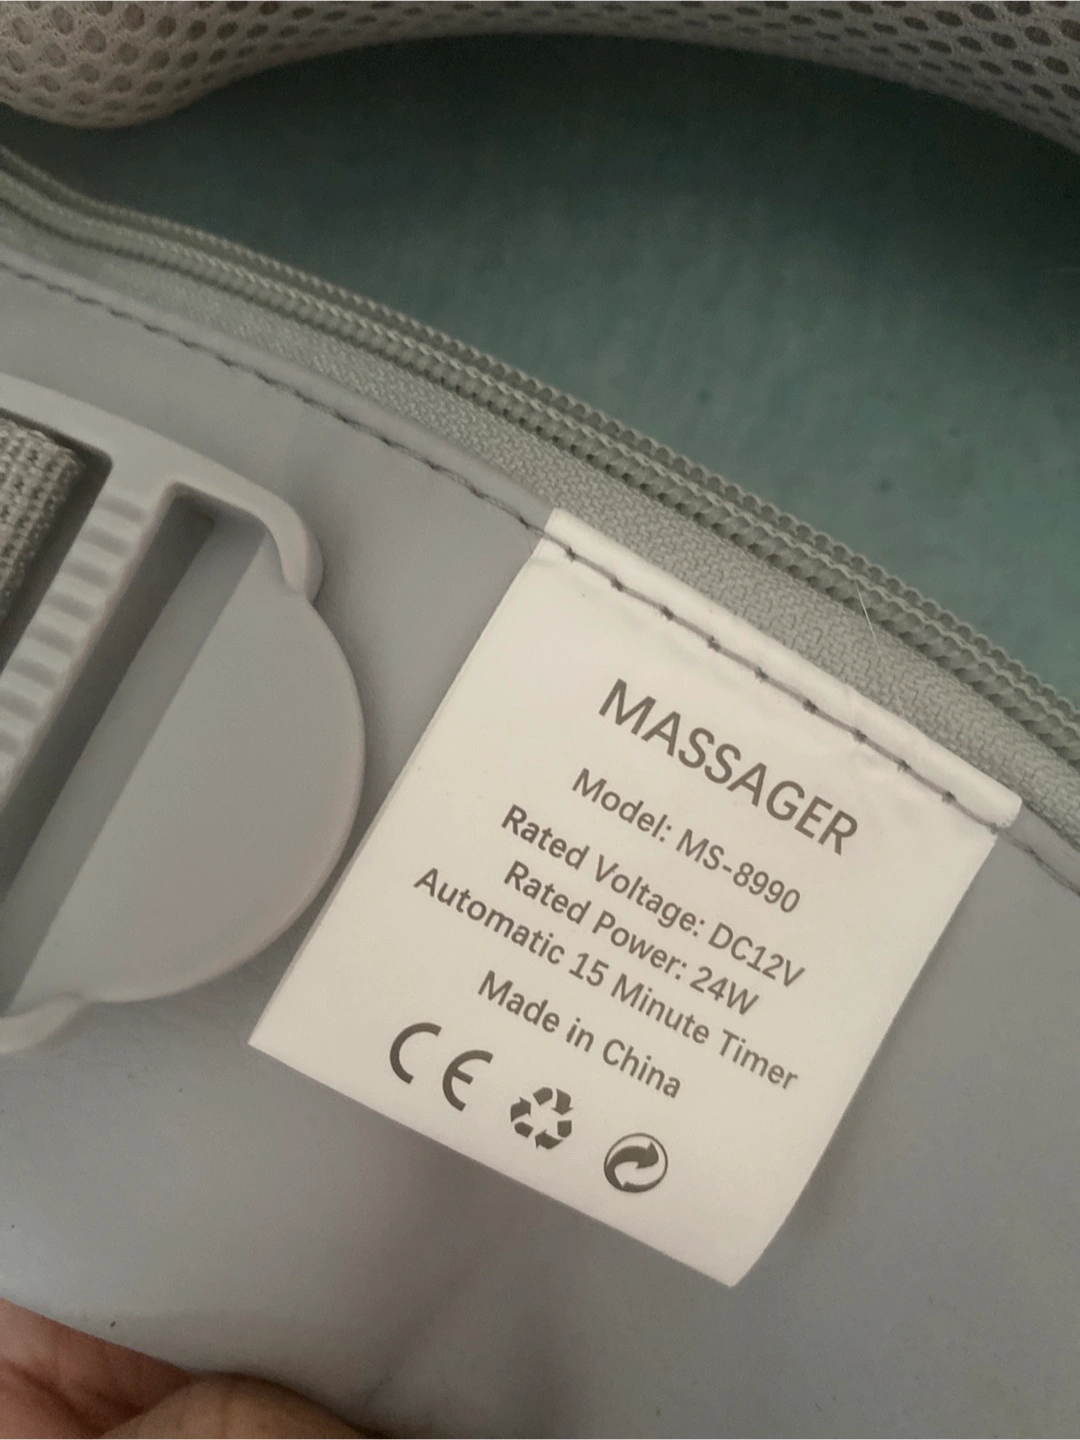 MASSAGER
Model: MS-8990
Rated Voltage: DC12V
Rated Power: 24W
Automatic 15 Minute Timer
Made in China
CE